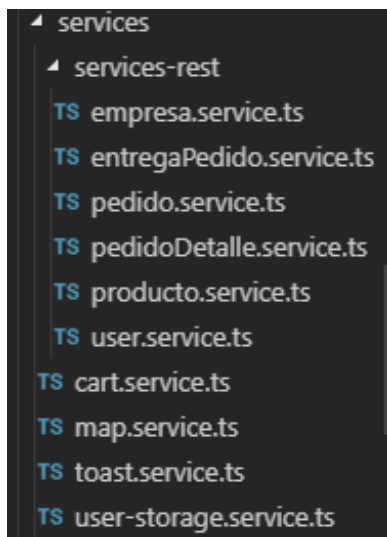 services
services-rest
TS empresa.service.ts
TS entregaPedido.service.ts
TS pedido.service.ts
TS pedidoDetalle.service.ts
TS producto.service.ts
TS user.service.ts
TS cart.service.ts
TS map.service.ts
TS toast.service.ts
TS user-storage.service.ts